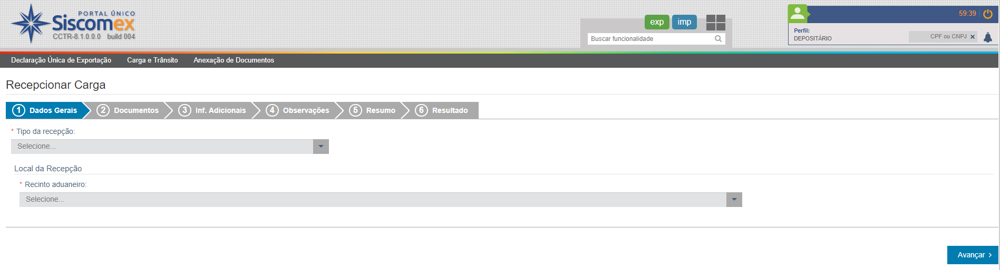 PORTAL ÚNICO
Siscomex
CCTR-8.1.0.0.0 build 004
exp imp
Buscar funcionalidade
59:39
Perfil:
DEPOSITÁRIO
CPF ou CNPJ
Declaração Única de Exportação Carga e Trânsito Anexação de Documentos
Recepcionar Carga
1 Dados Gerais 2 Documentos 3 Inf. Adicionais 4 Observações 5 Resumo 6 Resultado
* Tipo da recepção:
Selecione...
Local da Recepção
* Recinto aduaneiro:
Selecione...
Avançar